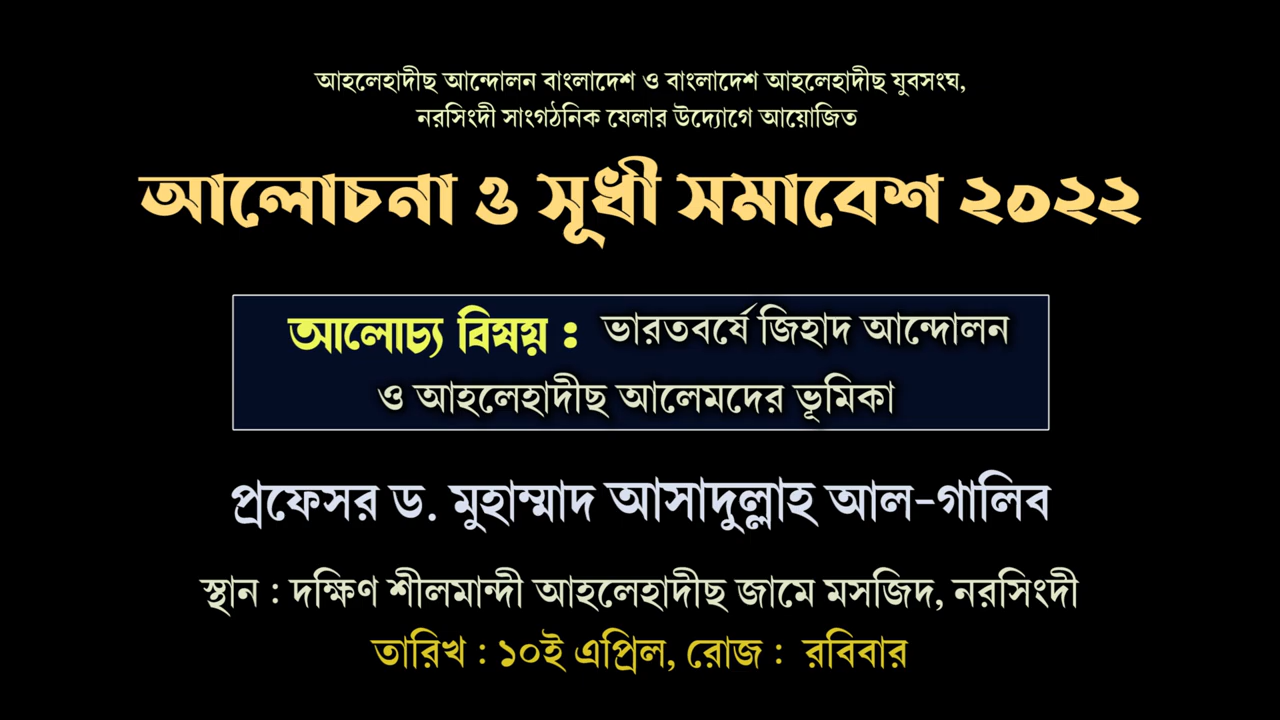 আহলেহাদীছ আন্দোলন বাংলাদেশ ও বাংলাদেশ আহলেহাদীছ যুবসংঘ,
নরসিংদী সাংগঠনিক যেলার উদ্যোগে আয়োজিত
আলোচনা ও সূধী সমাবেশ ২০২২
আলোচ্য বিষয় : ভারতবর্ষে জিহাদ আন্দোলন
ও আহলেহাদীছ আলেমদের ভূমিকা
প্রফেসর ড. মুহাম্মাদ আসাদুল্লাহ আল-গালিব
স্থান : দক্ষিণ শীলমান্দী আহলেহাদীছ জামে মসজিদ, নরসিংদী
তারিখ : ১০ই এপ্রিল, রোজ : রবিবার